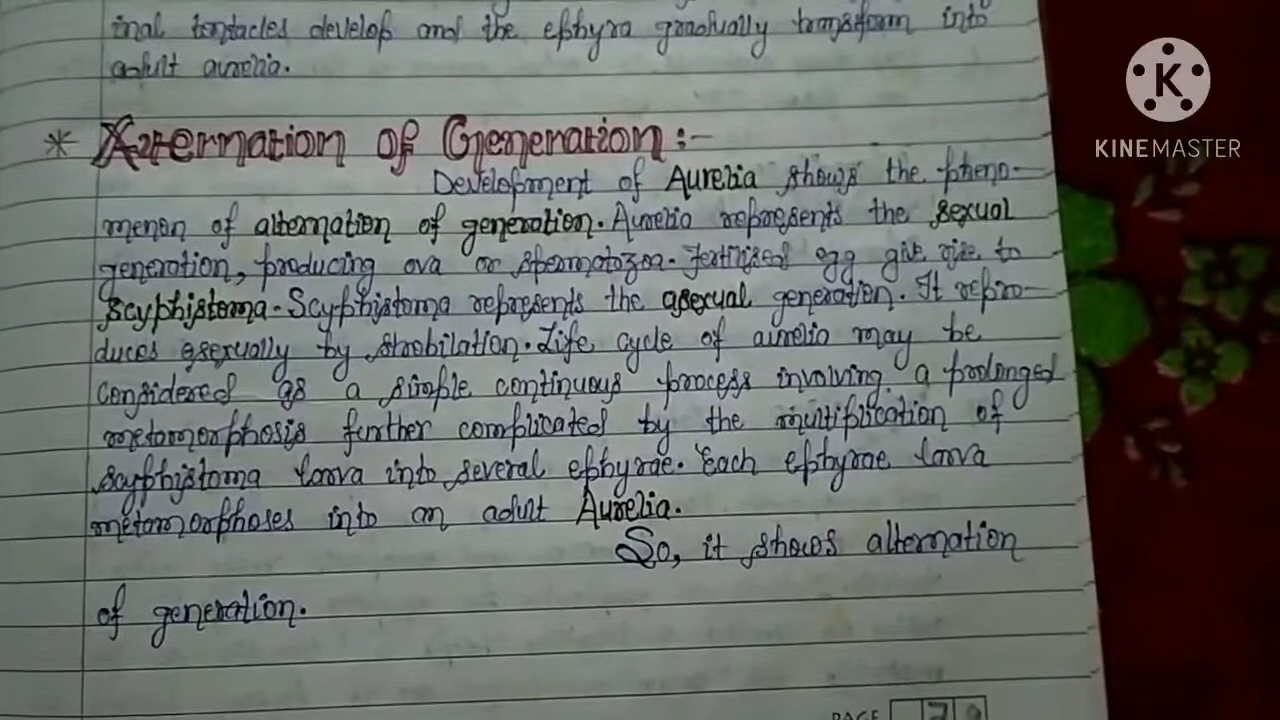 inal tentacles develop and the ephyra gradually transform into
adult aurelia.
* Alternation of Generation:-
Development of Aurelia shows the pheno-
menon of alternation of generation. Aurelia represents the sexual
generation, producing ova or spermatozoa. Fertilised egg give rise to
scyphistoma. Scyphistoma represents the asexual generation. It repro-
duces asexually by strobilation. Life cycle of aurelia may be
considered as a simple continuous process involving a prolonged
metamorphosis further complicated by the multiplication of
scyphistoma larva into several ephyrae. Each ephyrae larva
metamorphoses into an adult Aurelia.
So, it shows alternation
of generation.
K
KINEMASTER
PAGE